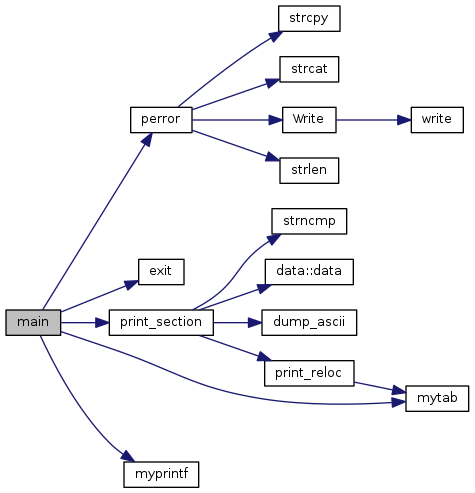 strcpy
strcat
perror
Write
write
strlen
strncmp
exit
data::data
main
print_section
dump_ascii
print_reloc
mytab
myprintf